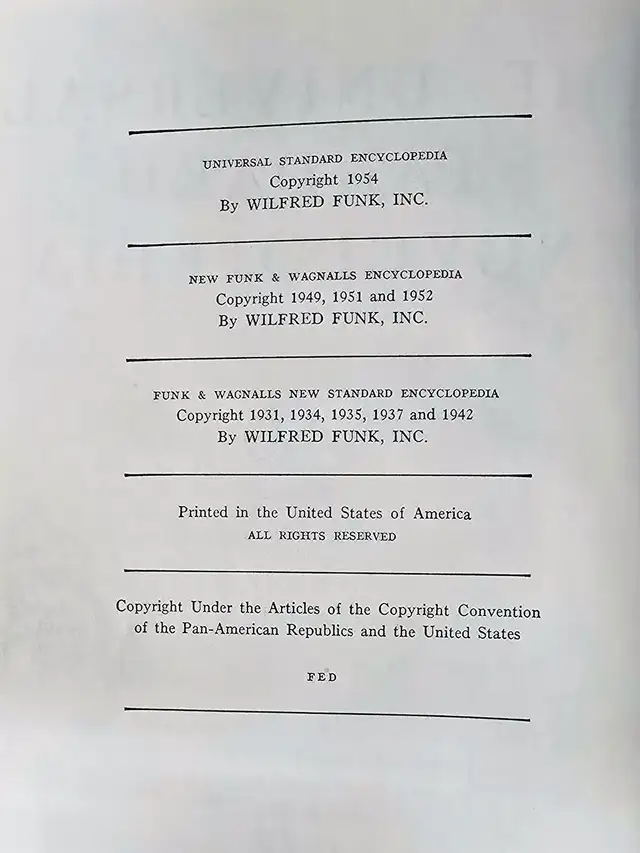 UNIVERSAL STANDARD ENCYCLOPEDIA
Copyright 1954
By WILFRED FUNK, INC.
NEW FUNK & WAGNALLS ENCYCLOPEDIA
Copyright 1949, 1951 and 1952
By WILFRED FUNK, INC.
FUNK & WAGNALLS NEW STANDARD ENCYCLOPEDIA
Copyright 1931, 1934, 1935, 1937 and 1942
By WILFRED FUNK, INC.
Printed in the United States of America
ALL RIGHTS RESERVED
Copyright Under the Articles of the Copyright Convention
of the Pan-American Republics and the United States
FED